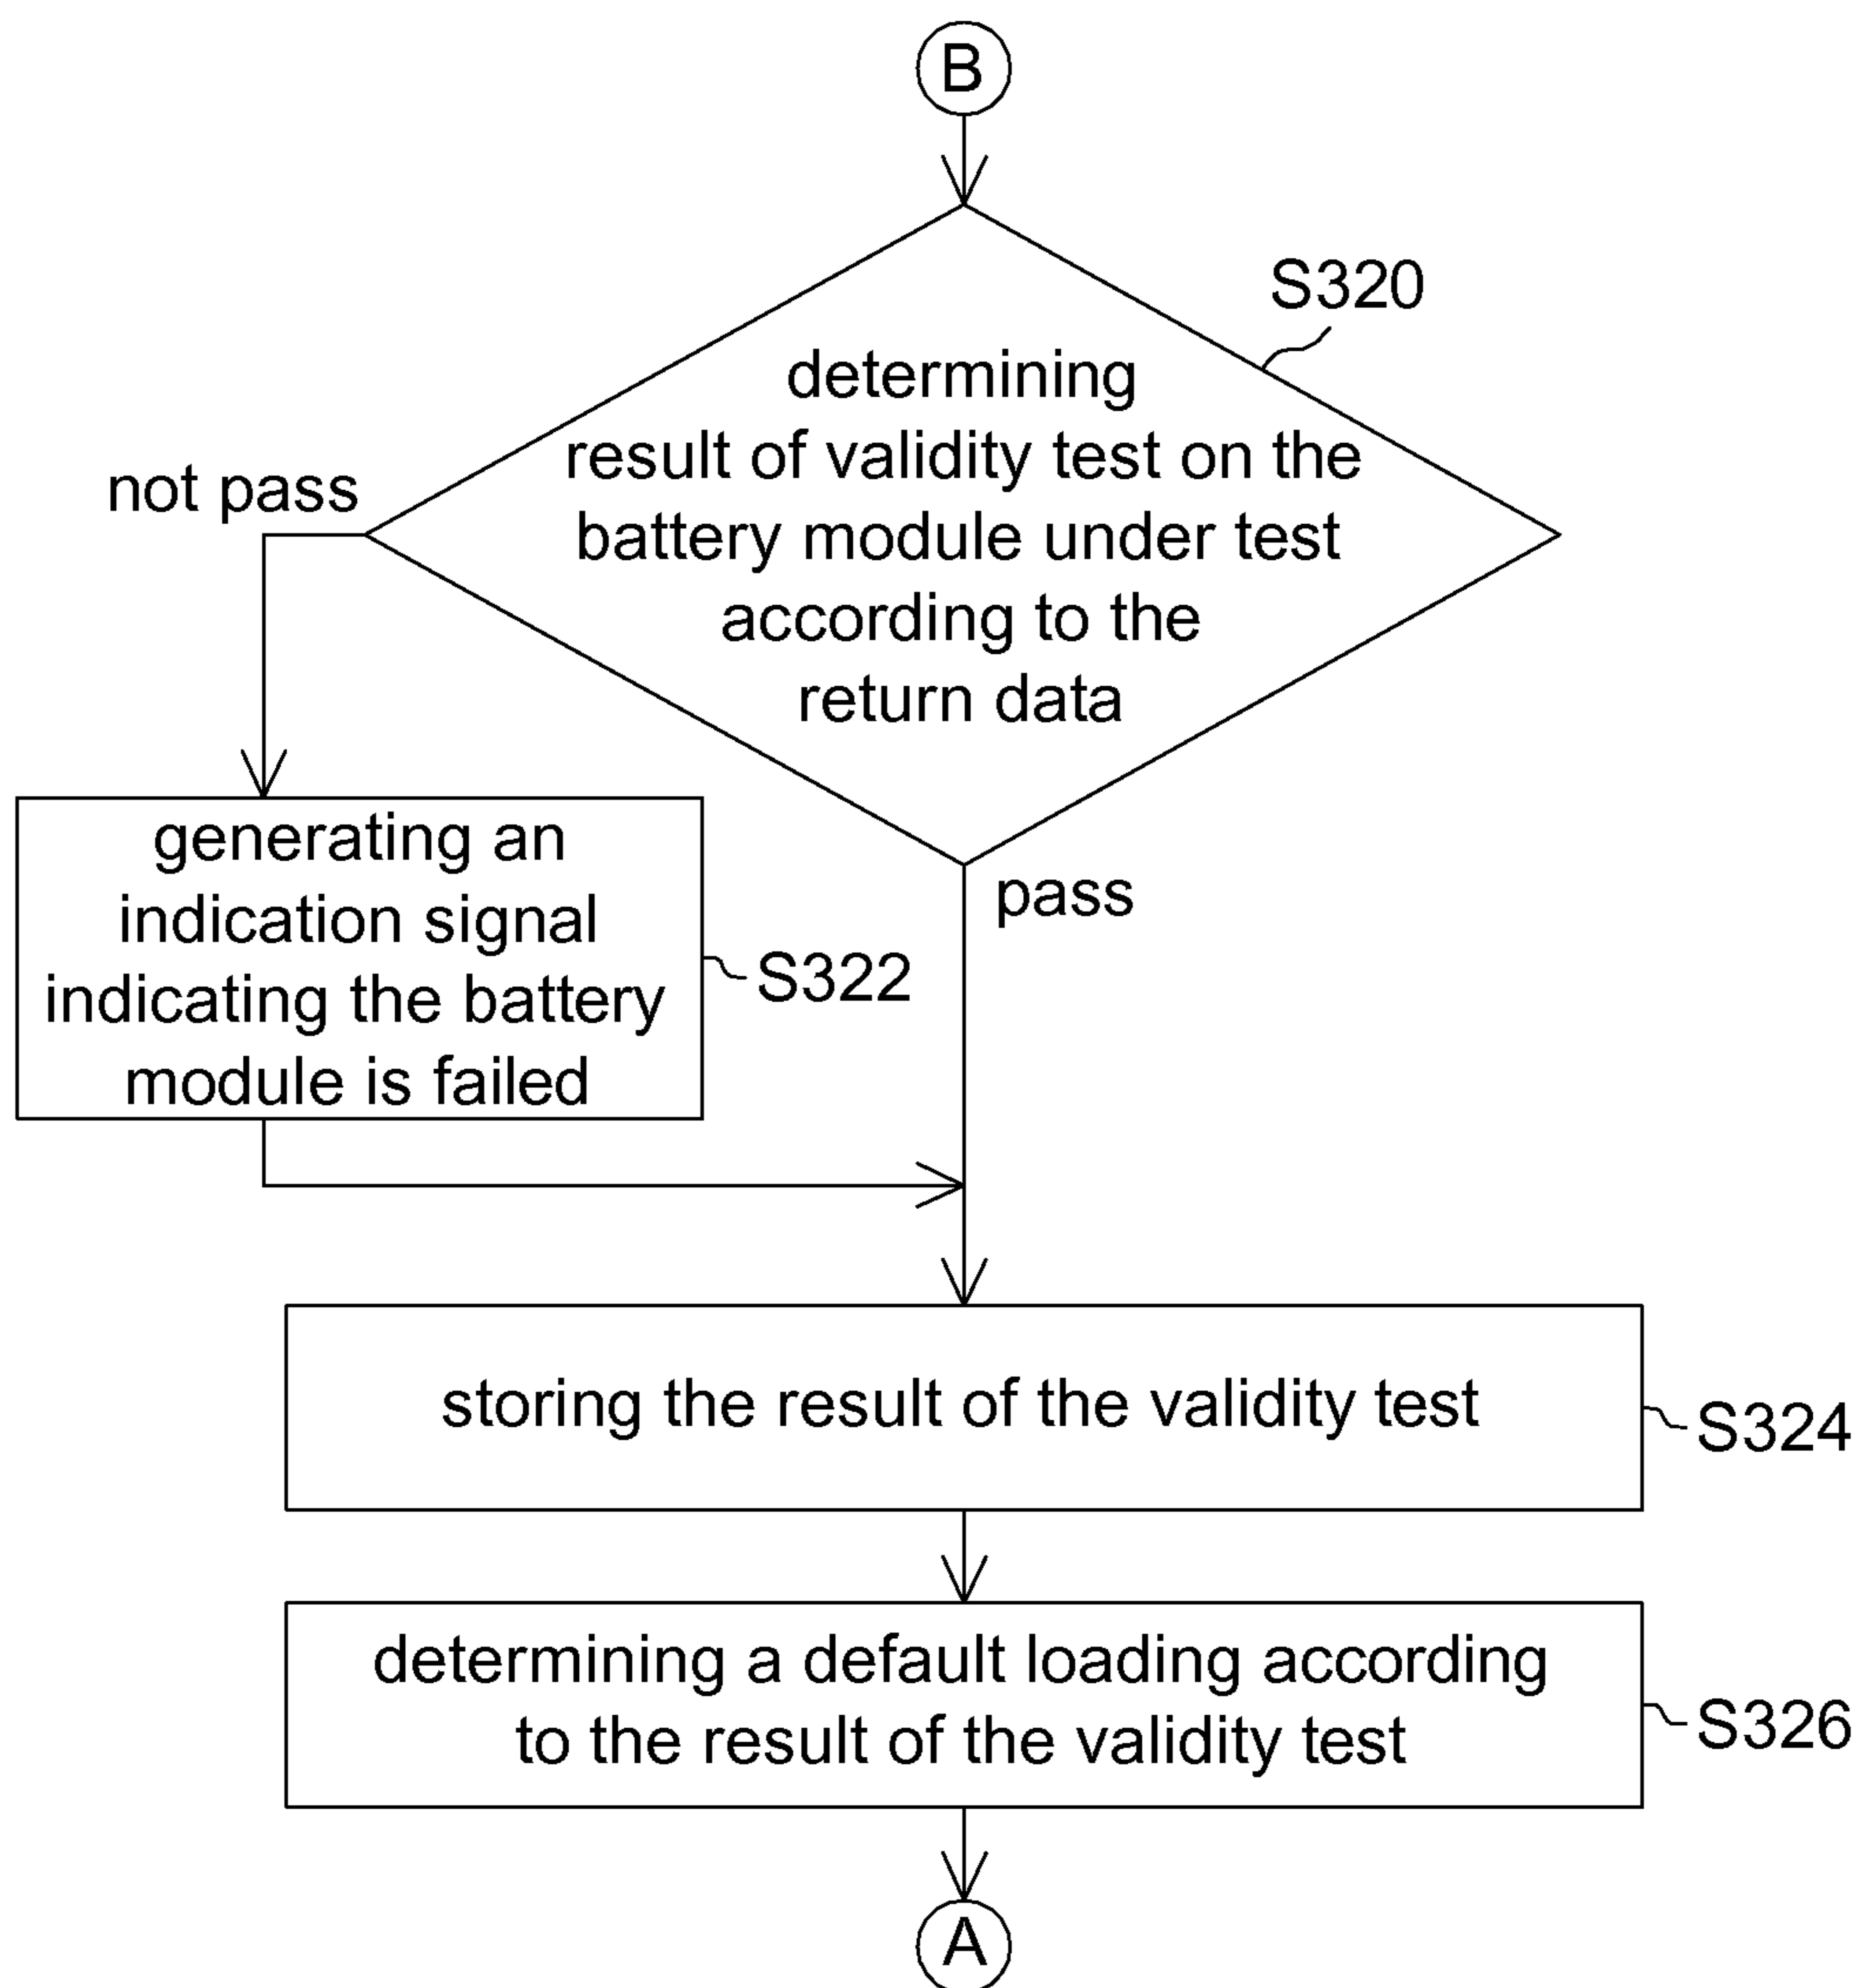 B
S320
determining
result of validity test on the
battery module under test
according to the
return data
not pass
pass
generating an
indication signal
indicating the battery
module is failed
S322
storing the result of the validity test
S324
determining a default loading according
to the result of the validity test
S326
A